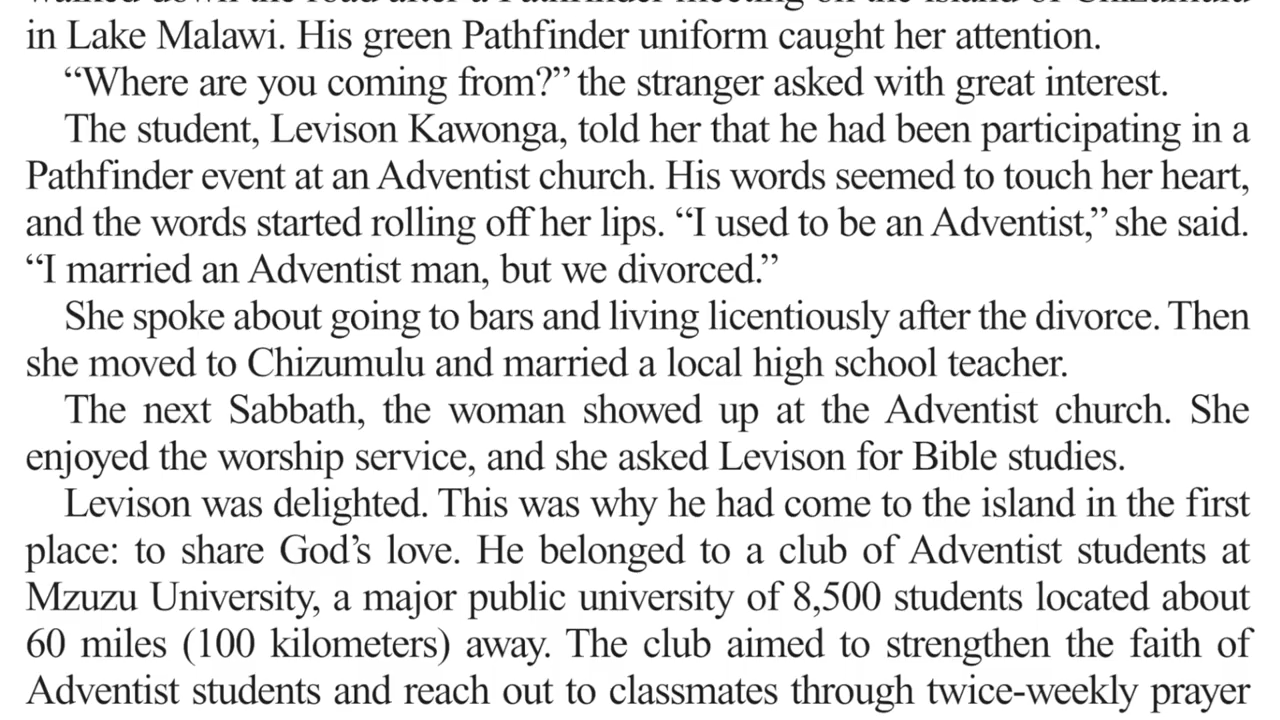 in Lake Malawi. His green Pathfinder uniform caught her attention.
“Where are you coming from?” the stranger asked with great interest.
The student, Levison Kawonga, told her that he had been participating in a
Pathfinder event at an Adventist church. His words seemed to touch her heart,
and the words started rolling off her lips. “I used to be an Adventist,” she said.
“I married an Adventist man, but we divorced.”
She spoke about going to bars and living licentiously after the divorce. Then
she moved to Chizumulu and married a local high school teacher.
The next Sabbath, the woman showed up at the Adventist church. She
enjoyed the worship service, and she asked Levison for Bible studies.
Levison was delighted. This was why he had come to the island in the first
place: to share God’s love. He belonged to a club of Adventist students at
Mzuzu University, a major public university of 8,500 students located about
60 miles (100 kilometers) away. The club aimed to strengthen the faith of
Adventist students and reach out to classmates through twice-weekly prayer